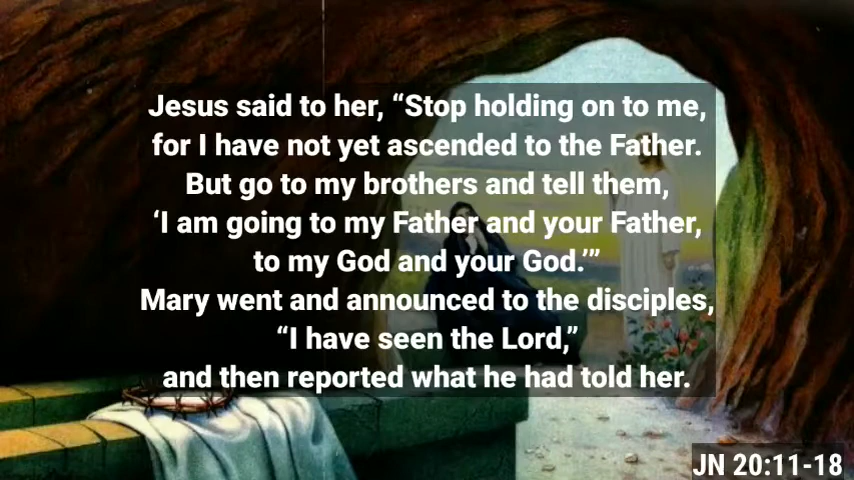 Jesus said to her, “Stop holding on to me,
for I have not yet ascended to the Father.
But go to my brothers and tell them,
‘I am going to my Father and your Father,
to my God and your God.’”
Mary went and announced to the disciples,
“I have seen the Lord,”
and then reported what he had told her.
JN 20:11-18